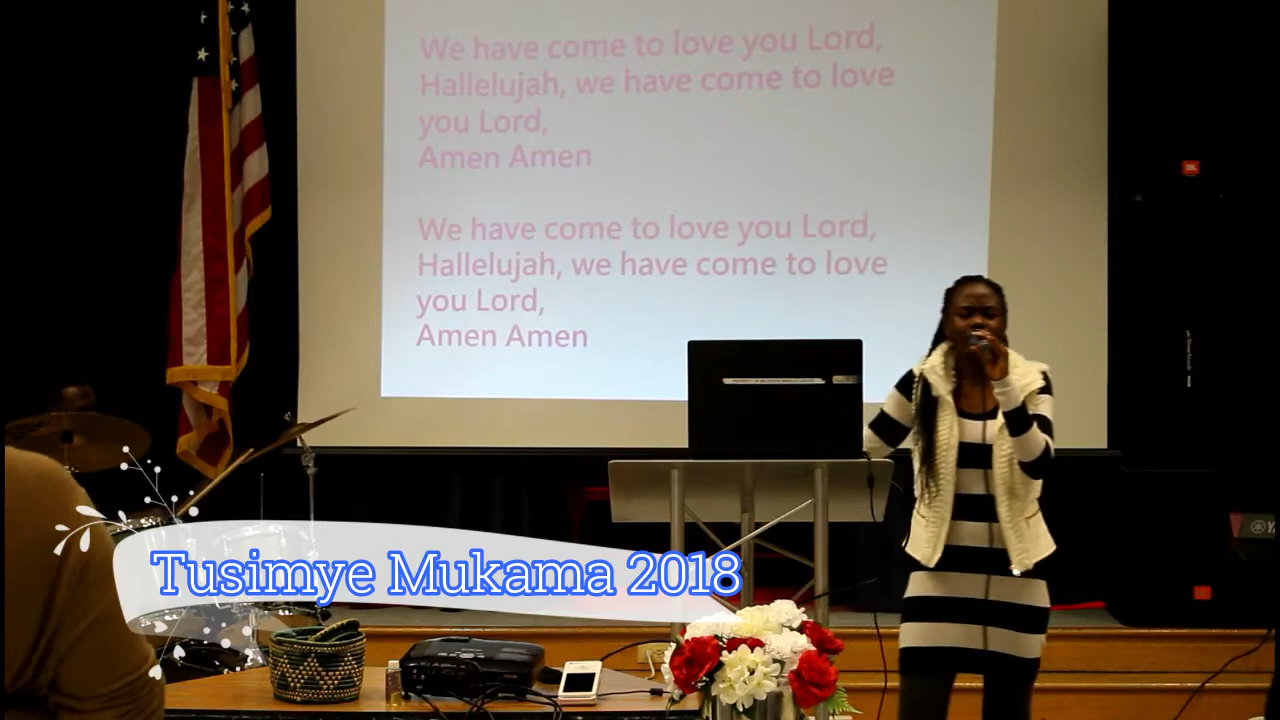 We have come to love you Lord,
Hallelujah, we have come to love
you Lord,
Amen Amen
We have come to love you Lord,
Hallelujah, we have come to love
you Lord,
Amen Amen
Tusimye Mukama 2018